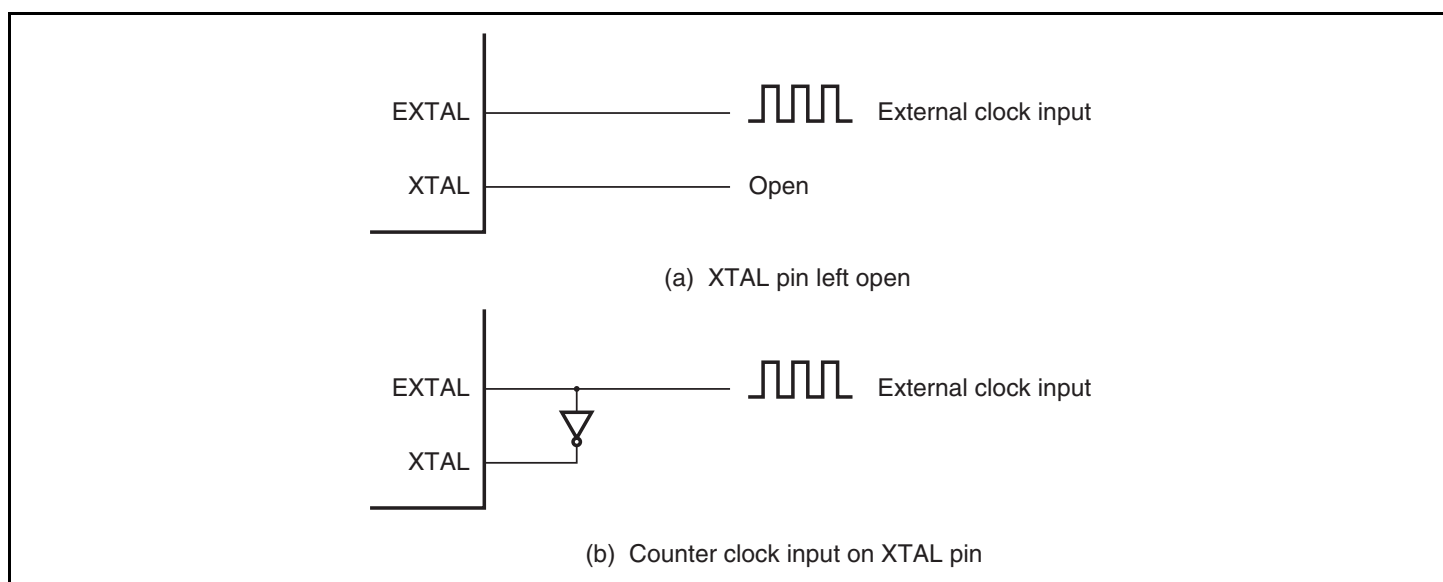 EXTAL
External clock input
XTAL
Open
(a) XTAL pin left open
EXTAL
External clock input
XTAL
(b) Counter clock input on XTAL pin